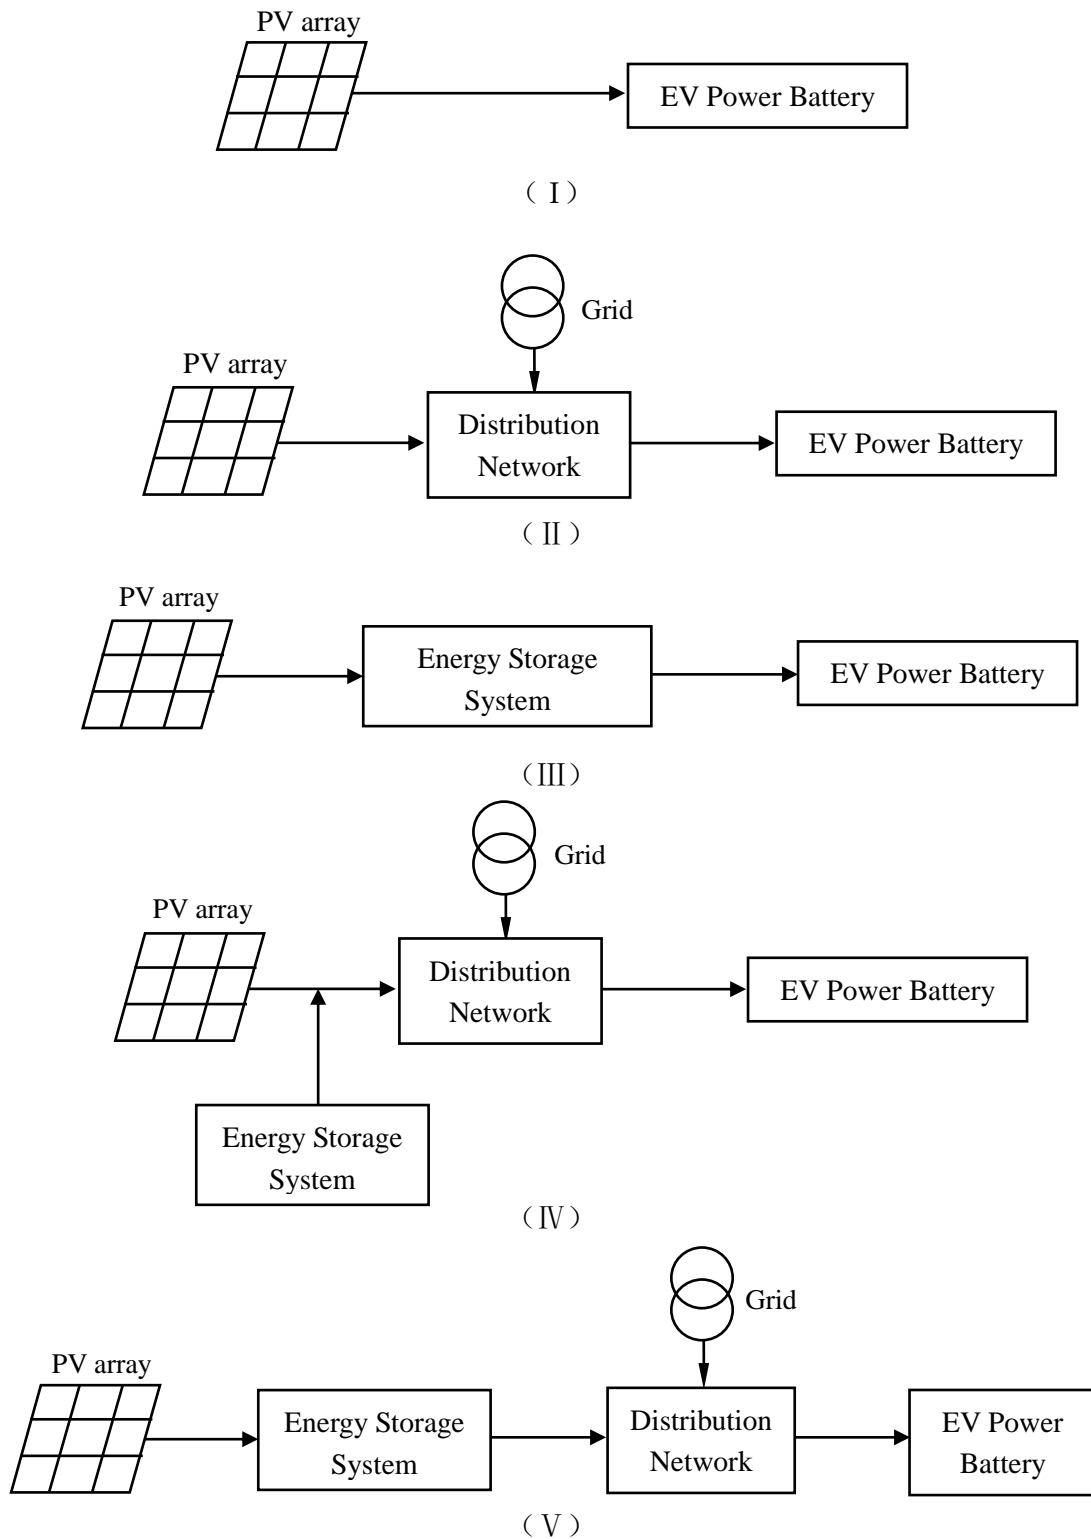 PV array
EV Power Battery
（Ⅰ）
Grid
PV array
Distribution
Network
EV Power Battery
（Ⅱ）
PV array
Energy Storage
System
EV Power Battery
（Ⅲ）
Grid
PV array
Distribution
Network
EV Power Battery
Energy Storage
System
（Ⅳ）
Grid
PV array
Energy Storage
System
Distribution
Network
EV Power
Battery
（Ⅴ）